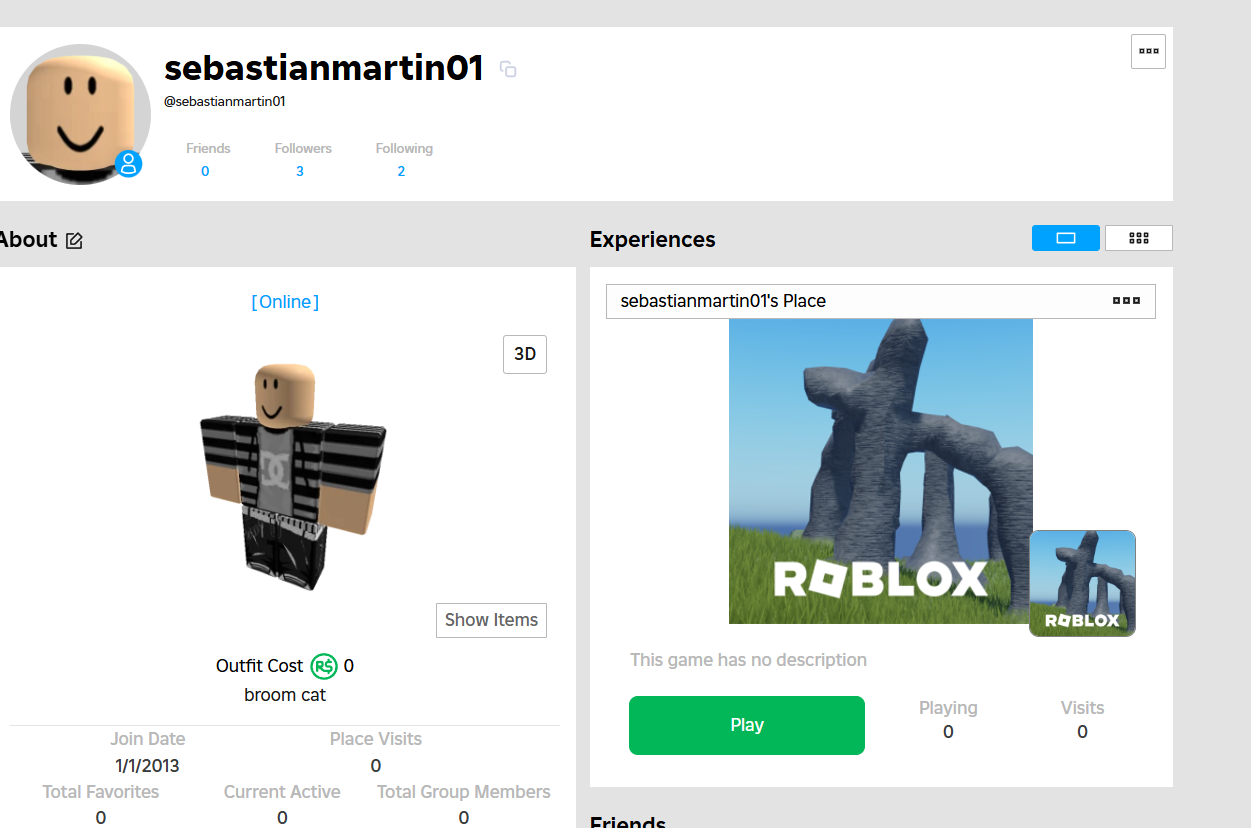 sebastianmartin01
@sebastianmartin01
Friends Followers Following
0 3 2
About
Experiences
[Online]
sebastianmartin01's Place
3D
DC
ROBLOX
ROBLOX
Show Items
Outfit Cost R$ 0
broom cat
This game has no description
Play
Playing Visits
0 0
Join Date Place Visits
1/1/2013 0
Total Favorites Current Active Total Group Members
0 0 0
Friends